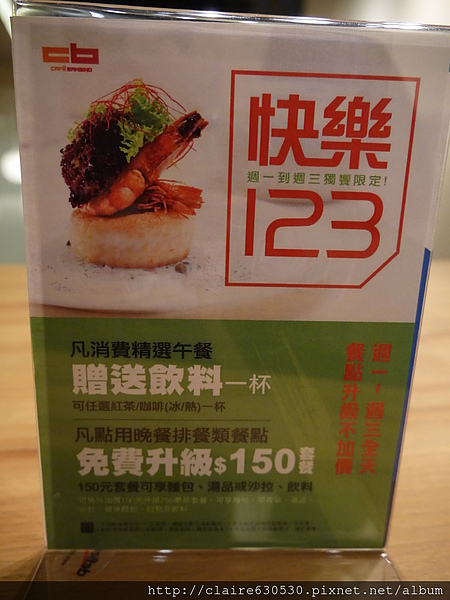 cb
CAFÉ
快樂
週一到週三獨饗限定!
123
凡消費精選午餐
贈送飲料一杯
可任選紅茶/咖啡(冰/熱)一杯
凡點用晚餐排餐類餐點
免費升級$150套餐
150元套餐可享麵包、湯品或沙拉、飲料
週一~週三全天
餐點升級不加價
http://claire630530.pixnet.net/album